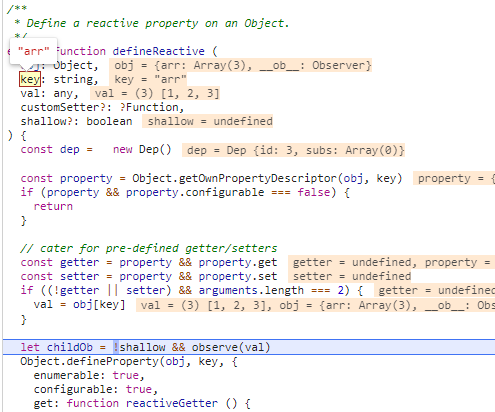 /**
 * Define a reactive property on an Object.
 */
"arr"
function defineReactive (
Object, obj = {arr: Array(3), __ob__: Observer}
key: string, key = "arr"
val: any, val = (3) [1, 2, 3]
customSetter?: ?Function,
shallow?: boolean shallow = undefined
) {
const dep = new Dep() dep = Dep {id: 3, subs: Array(0)}
const property = Object.getOwnPropertyDescriptor(obj, key) property = {
if (property && property.configurable === false) {
return
}
// cater for pre-defined getter/setters
const getter = property && property.get getter = undefined, property =
const setter = property && property.set setter = undefined
if ((!getter || setter) && arguments.length === 2) { getter = undefined
val = obj[key] val = (3) [1, 2, 3], obj = {arr: Array(3), __ob__: Obs
}
let childOb = !shallow && observe(val)
Object.defineProperty(obj, key, {
enumerable: true,
configurable: true,
get: function reactiveGetter () {